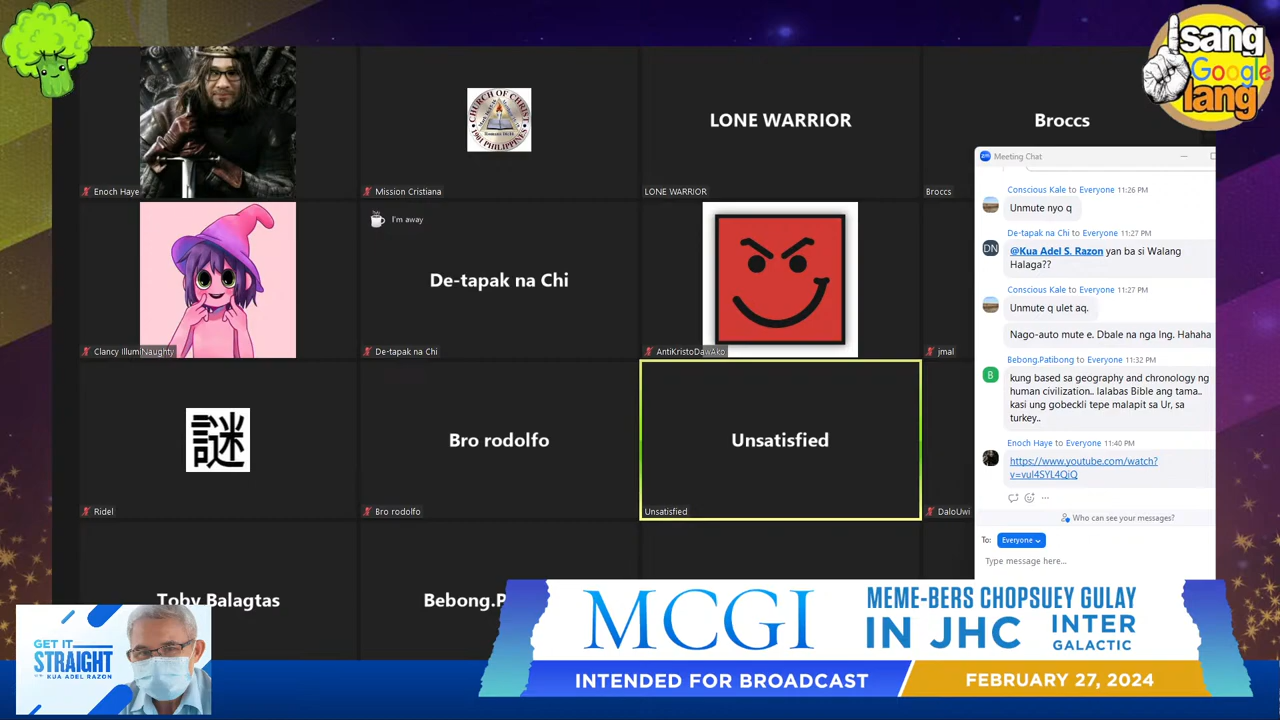 Isang
Google
lang
Enoch Haye
CHURCH OF CHRIST
1901 PHILIPPINES
Mission Cristiana
LONE WARRIOR
LONE WARRIOR
Broccs
Broccs
Clancy IllumiNaughty
I'm away
De-tapak na Chi
De-tapak na Chi
AntiKristoDawAko
jmal
謎
Ridel
Bro rodolfo
Bro rodolfo
Unsatisfied
Unsatisfied
DaloUwi
Toby Balagtas
Bebong.P
zm Meeting Chat
Conscious Kale to Everyone 11:26 PM
Unmute nyo q
De-tapak na Chi to Everyone 11:27 PM
DN
@Kua Adel S. Razon yan ba si Walang
Halaga??
Conscious Kale to Everyone 11:27 PM
Unmute q ulet aq.
Nago-auto mute e. Dbale na nga lng. Hahaha
Bebong.Patibong to Everyone 11:32 PM
B
kung based sa geography and chronology ng
human civilization.. lalabas Bible ang tama..
kasi ung gobeckli tepe malapit sa Ur, sa
turkey..
Enoch Haye to Everyone 11:40 PM
https://www.youtube.com/watch?
v=vul4SYL4QiQ
Who can see your messages?
To: Everyone
Type message here...
GET IT
STRAIGHT
WITH KUA ADEL RAZON
MCGI
MEME-BERS CHOPSUEY GULAY
IN JHC INTER
GALACTIC
INTENDED FOR BROADCAST
FEBRUARY 27, 2024